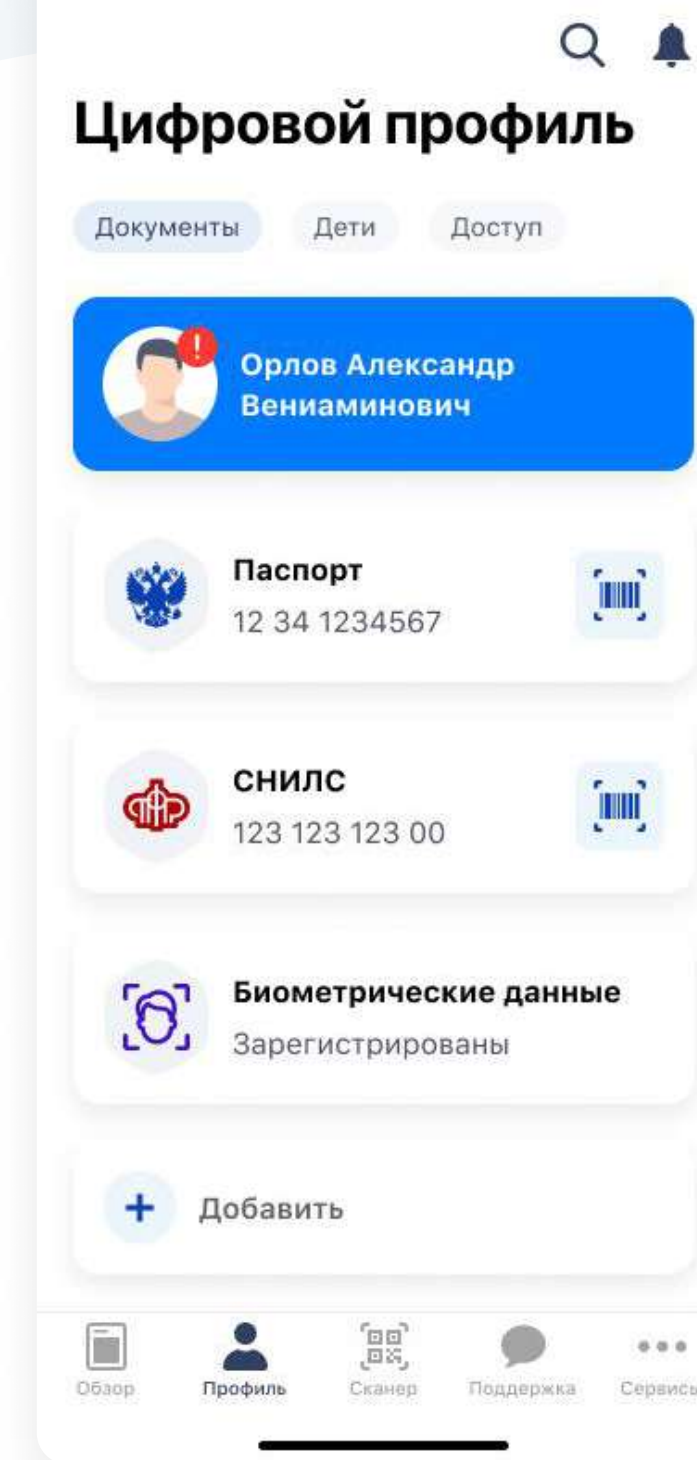 Цифровой профиль
Документы Дети Доступ
!
Орлов Александр
Вениаминович
Паспорт
12 34 1234567
СНИЛС
123 123 123 00
Биометрические данные
Зарегистрированы
+ Добавить
Обзор Профиль Сканер Поддержка Сервисы